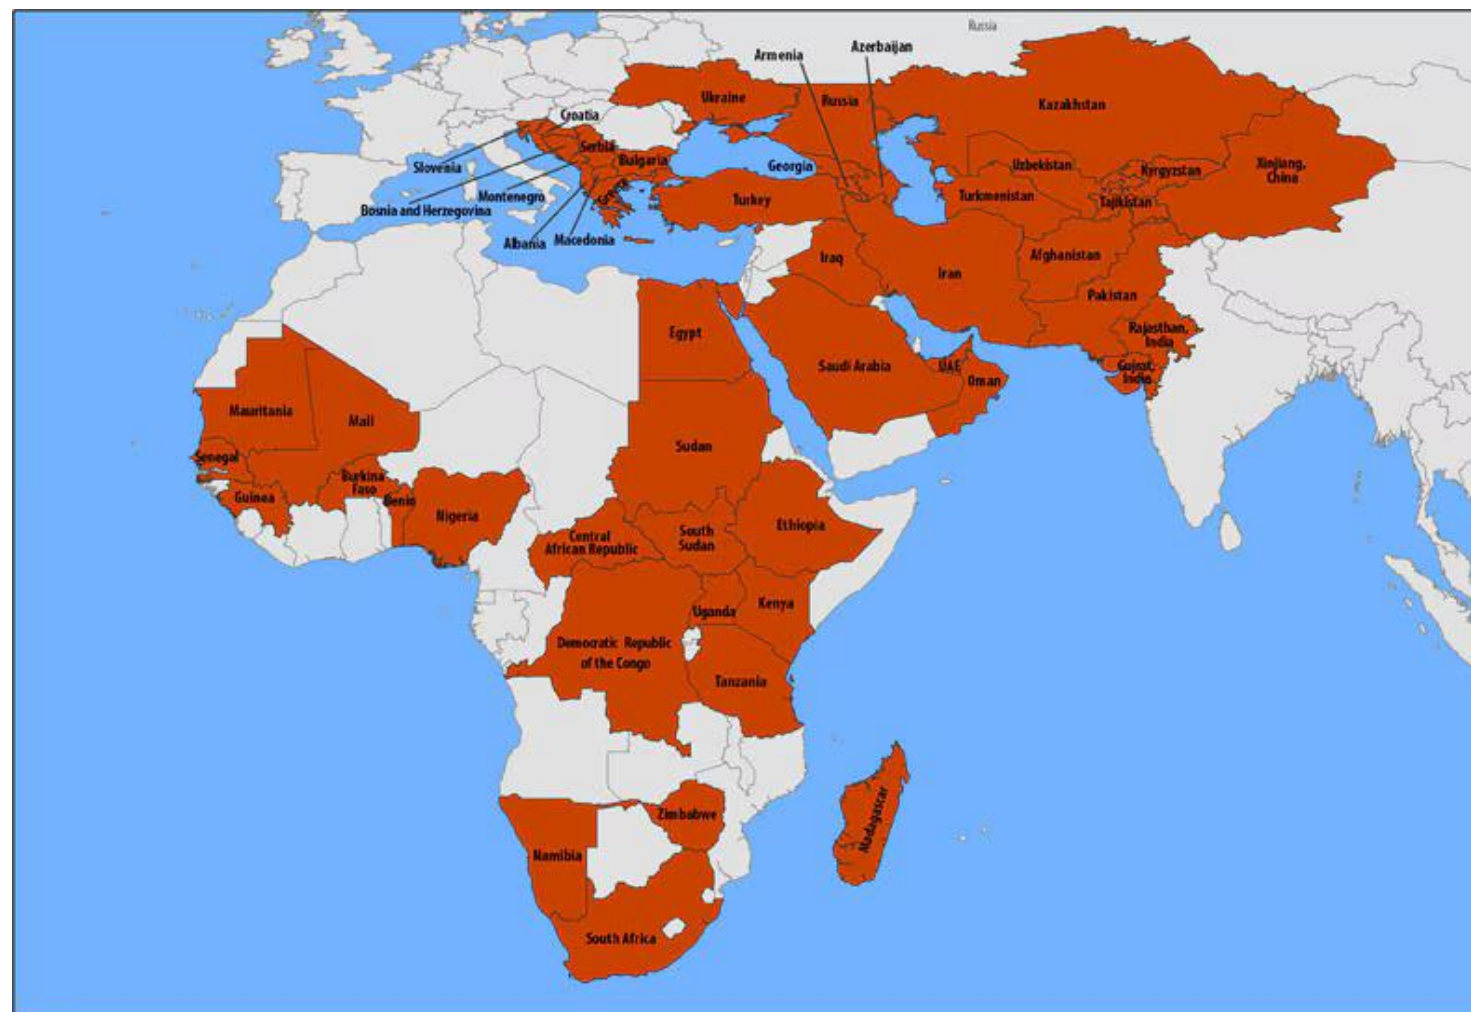 Russia
Azerbaijan
Armenia
Ukraine
Russia
Kazakhstan
Croatia
Serbia
Slovenia
Bulgaria
Georgia
Uzbekistan
Kyrgyzstan
Xinjiang,
China
Montenegro
Greece
Turkey
Turkmenistan
Tajikistan
Bosnia and Herzegovina
Albania
Macedonia
Iraq
Iran
Afghanistan
Pakistan
Egypt
Rajasthan,
India
Saudi Arabia
UAE
Oman
Gujrat,
India
Mauritania
Mali
Sudan
Senegal
Burkina
Faso
Guinea
Benin
Nigeria
Ethiopia
Central
African Republic
South
Sudan
Uganda
Kenya
Democratic Republic
of the Congo
Tanzania
Zimbabwe
Madagascar
Namibia
South Africa